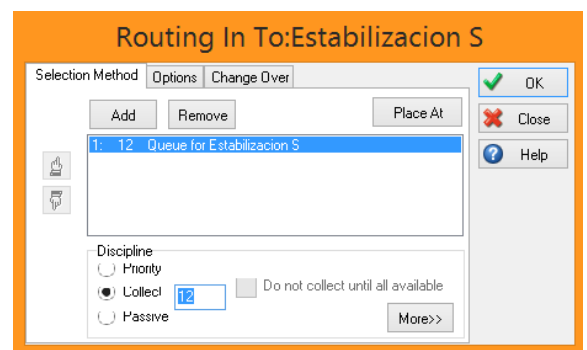 Routing In To:Estabilizacion S
Selection Method Options Change Over
OK
Add Remove Place At
Close
1: 12 Queue for Estabilizacion S
Help
Discipline
Priority
Collect 12 Do not collect until all available
Passive
More>>